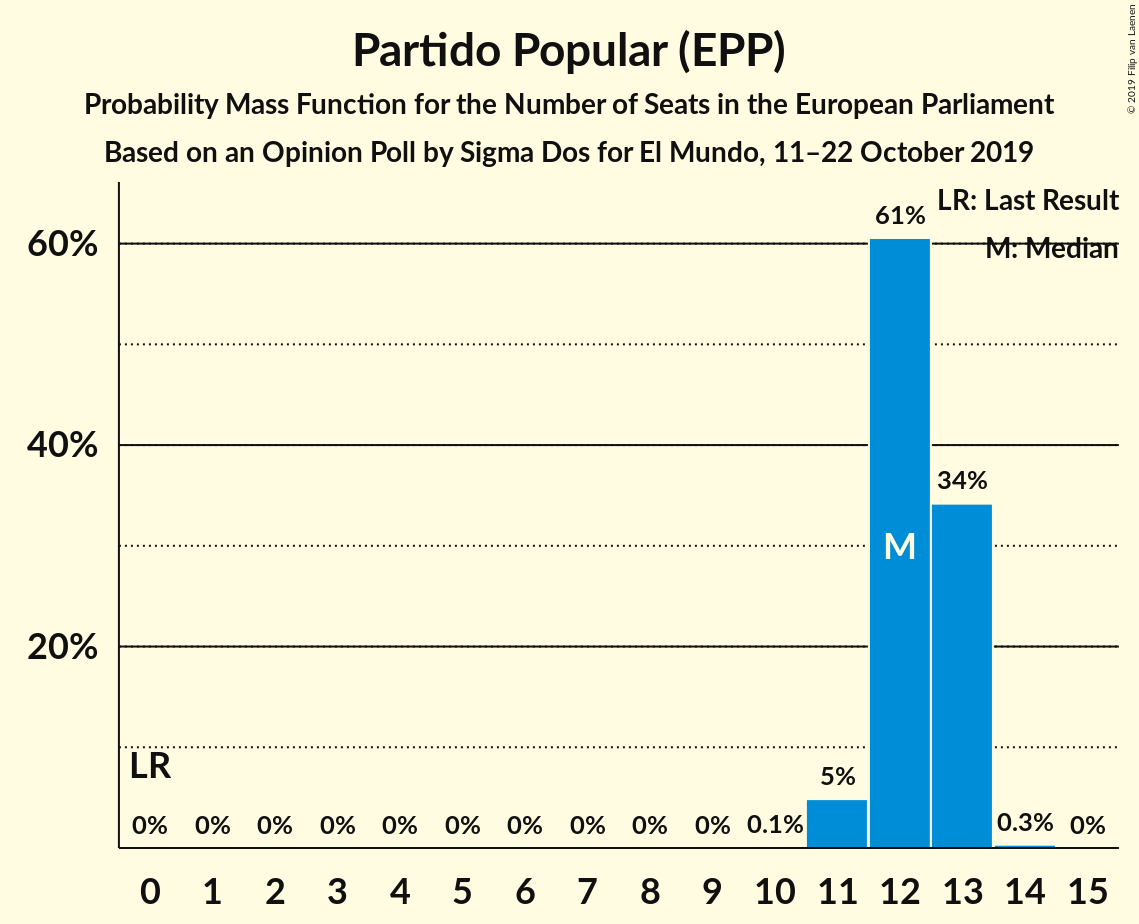 Partido Popular (EPP)
Probability Mass Function for the Number of Seats in the European Parliament
Based on an Opinion Poll by Sigma Dos for El Mundo, 11–22 October 2019
© 2019 Filip van Laenen
LR: Last Result
M: Median
60%
40%
20%
61%
34%
M
LR
5%
0% 0% 0% 0% 0% 0% 0% 0% 0% 0% 0.1% 0.3% 0%
0 1 2 3 4 5 6 7 8 9 10 11 12 13 14 15